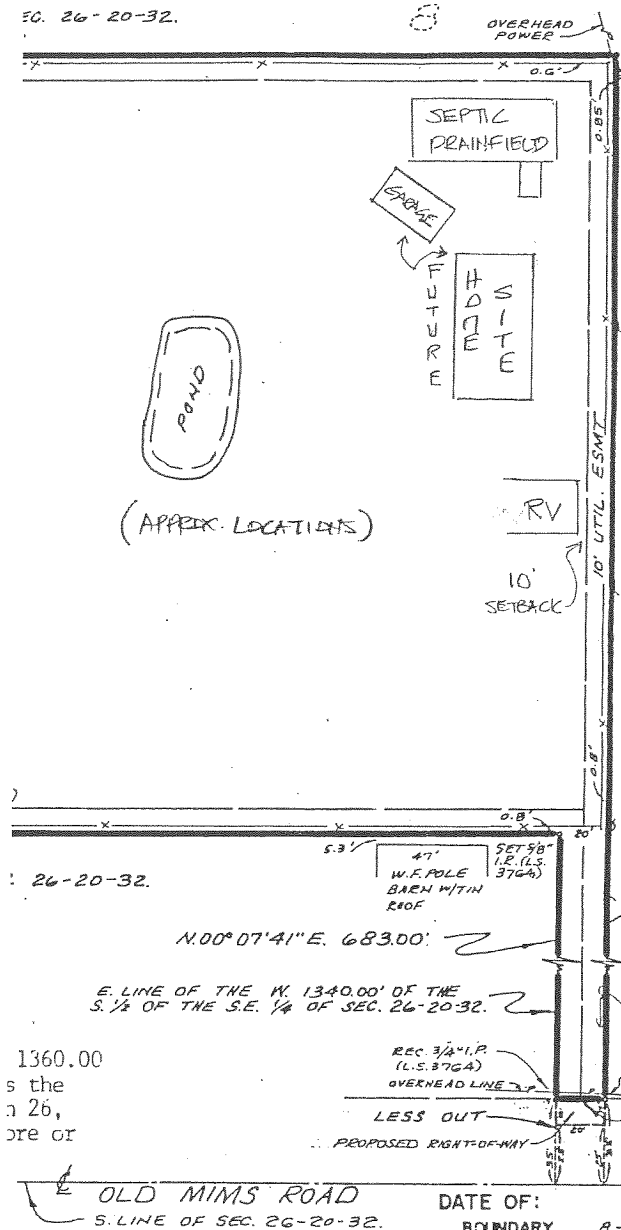 EC. 26-20-32.
8
OVERHEAD
POWER
0.6'
0.85'
SEPTIC
DRAINFIELD
GARAGE
FUTURE
HOME
SITE
POND
(APPRX. LOCATIONS)
RV
10'
SETBACK
10' UTIL. ESMT
0.8'
)
0.8'
20'
5.3'
47'
W.F. POLE
BARN W/TIN
ROOF
SET 5/8"
I.R. (L.S.
3764)
26-20-32.
N.00°07'41"E. 683.00'
E. LINE OF THE W. 1340.00' OF THE
S. 1/2 OF THE S.E. 1/4 OF SEC. 26-20-32.
1360.00
s the
n 26,
ore or
REC. 3/4" I.P.
(L.S. 3764)
OVERHEAD LINE
LESS OUT
20'
PROPOSED RIGHT-OF-WAY
OLD MIMS ROAD
S. LINE OF SEC. 26-20-32.
DATE OF:
BOUNDARY